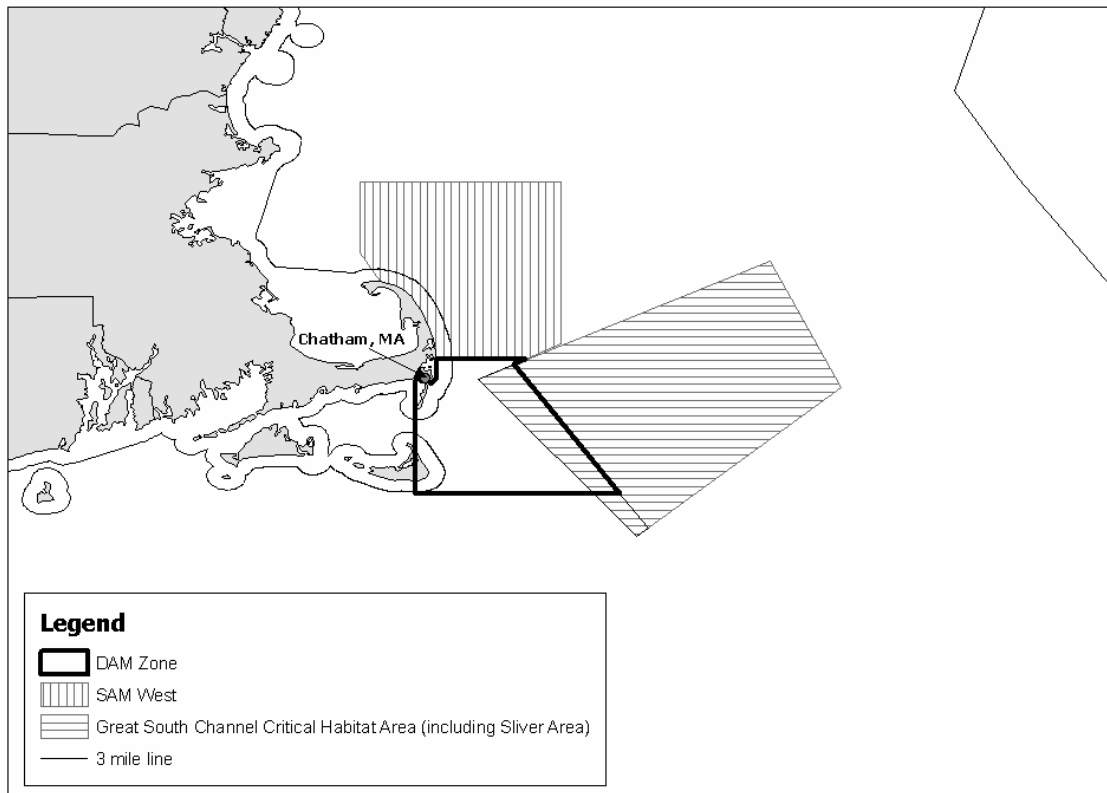 Chatham, MA
Legend
DAM Zone
SAM West
Great South Channel Critical Habitat Area (including Sliver Area)
3 mile line